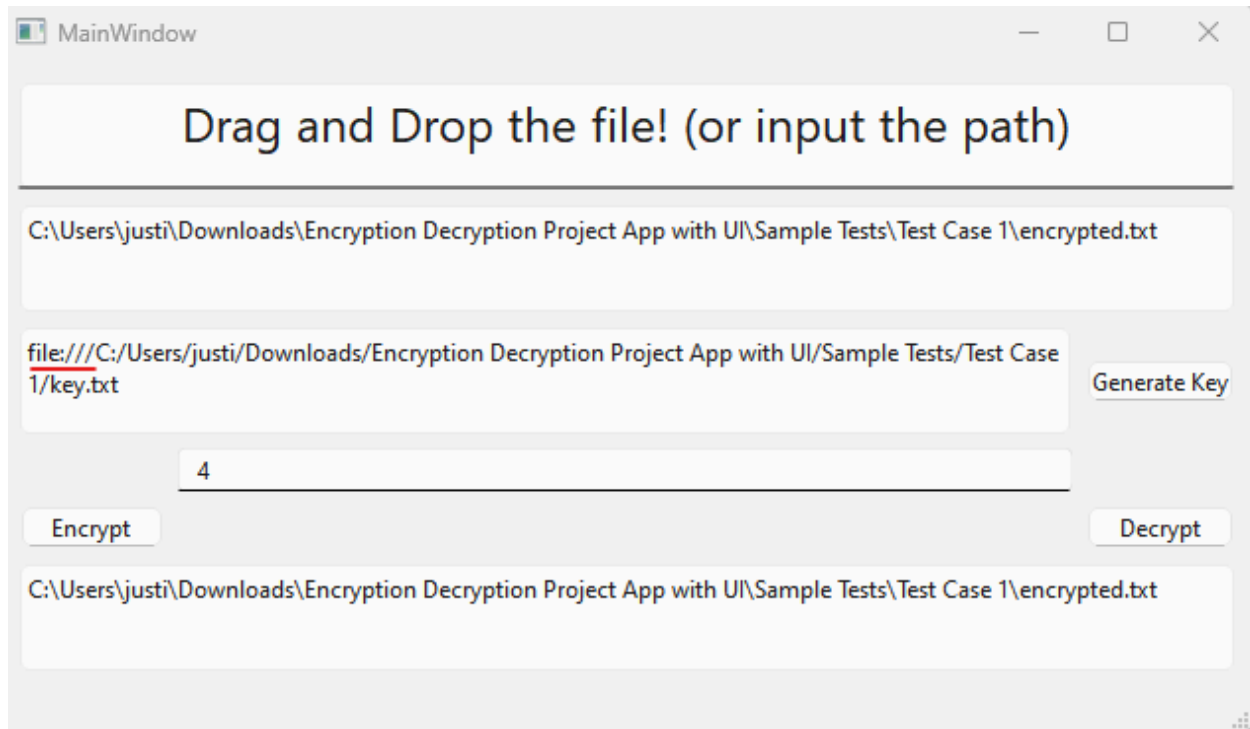 MainWindow
Drag and Drop the file! (or input the path)
C:\Users\justi\Downloads\Encryption Decryption Project App with UI\Sample Tests\Test Case 1\encrypted.txt
file:///C:/Users/justi/Downloads/Encryption Decryption Project App with UI/Sample Tests/Test Case
1/key.txt
Generate Key
4
Encrypt
Decrypt
C:\Users\justi\Downloads\Encryption Decryption Project App with UI\Sample Tests\Test Case 1\encrypted.txt